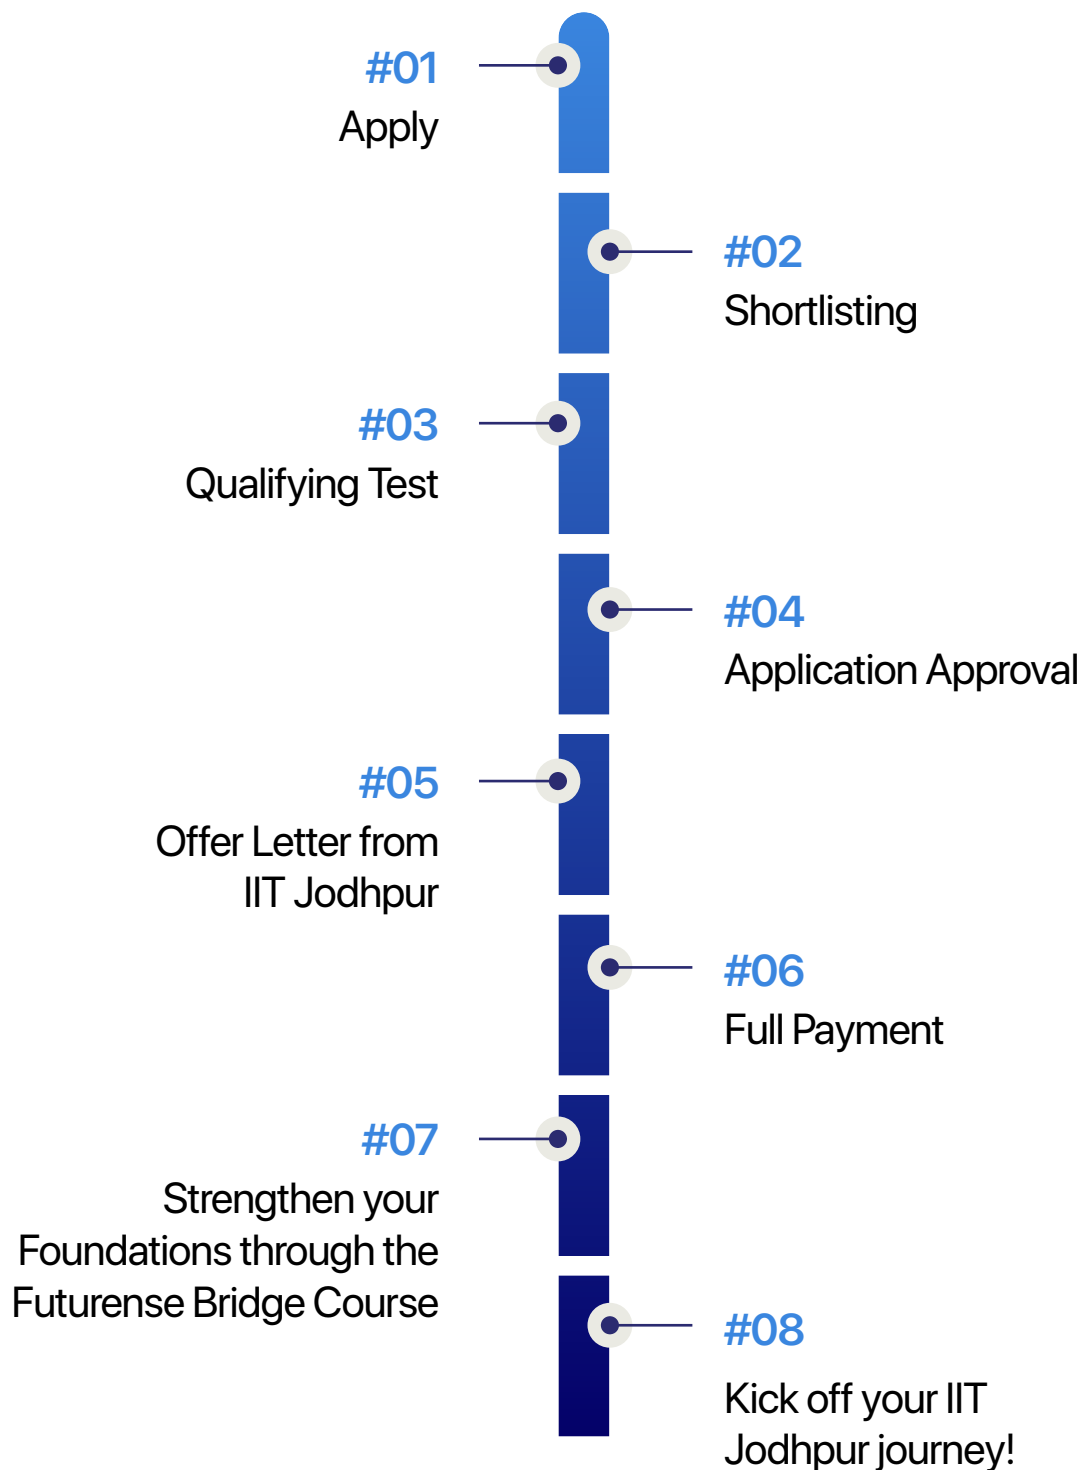 #01
Apply
#02
Shortlisting
#03
Qualifying Test
#04
Application Approval
#05
Offer Letter from
IIT Jodhpur
#06
Full Payment
#07
Strengthen your
Foundations through the
Futurense Bridge Course
#08
Kick off your IIT
Jodhpur journey!